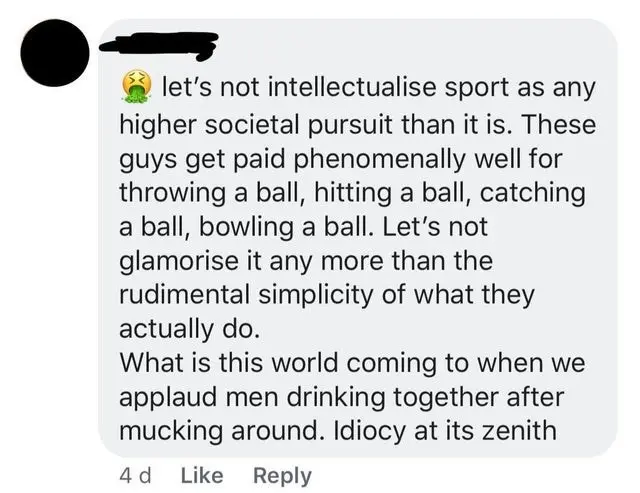 🤮 let’s not intellectualise sport as any
higher societal pursuit than it is. These
guys get paid phenomenally well for
throwing a ball, hitting a ball, catching
a ball, bowling a ball. Let’s not
glamorise it any more than the
rudimental simplicity of what they
actually do.
What is this world coming to when we
applaud men drinking together after
mucking around. Idiocy at its zenith
4 d Like Reply